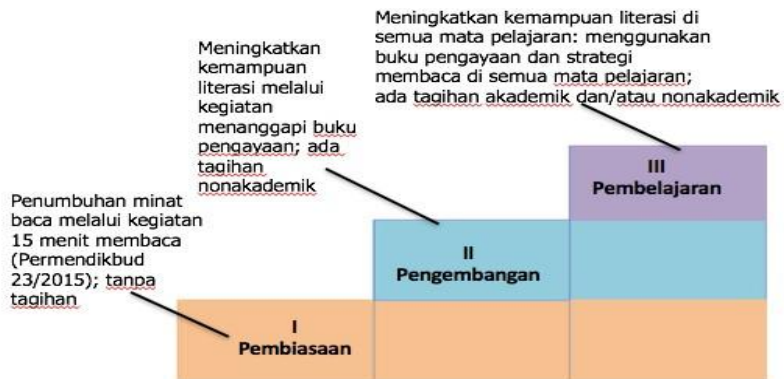 Meningkatkan kemampuan literasi di
semua mata pelajaran: menggunakan
buku pengayaan dan strategi
membaca di semua mata pelajaran;
ada tagihan akademik dan/atau nonakademik
Meningkatkan
kemampuan
literasi melalui
kegiatan
menanggapi buku
pengayaan; ada
tagihan
nonakademik
Penumbuhan minat
baca melalui kegiatan
15 menit membaca
(Permendikbud
23/2015); tanpa
tagihan
III
Pembelajaran
II
Pengembangan
I
Pembiasaan